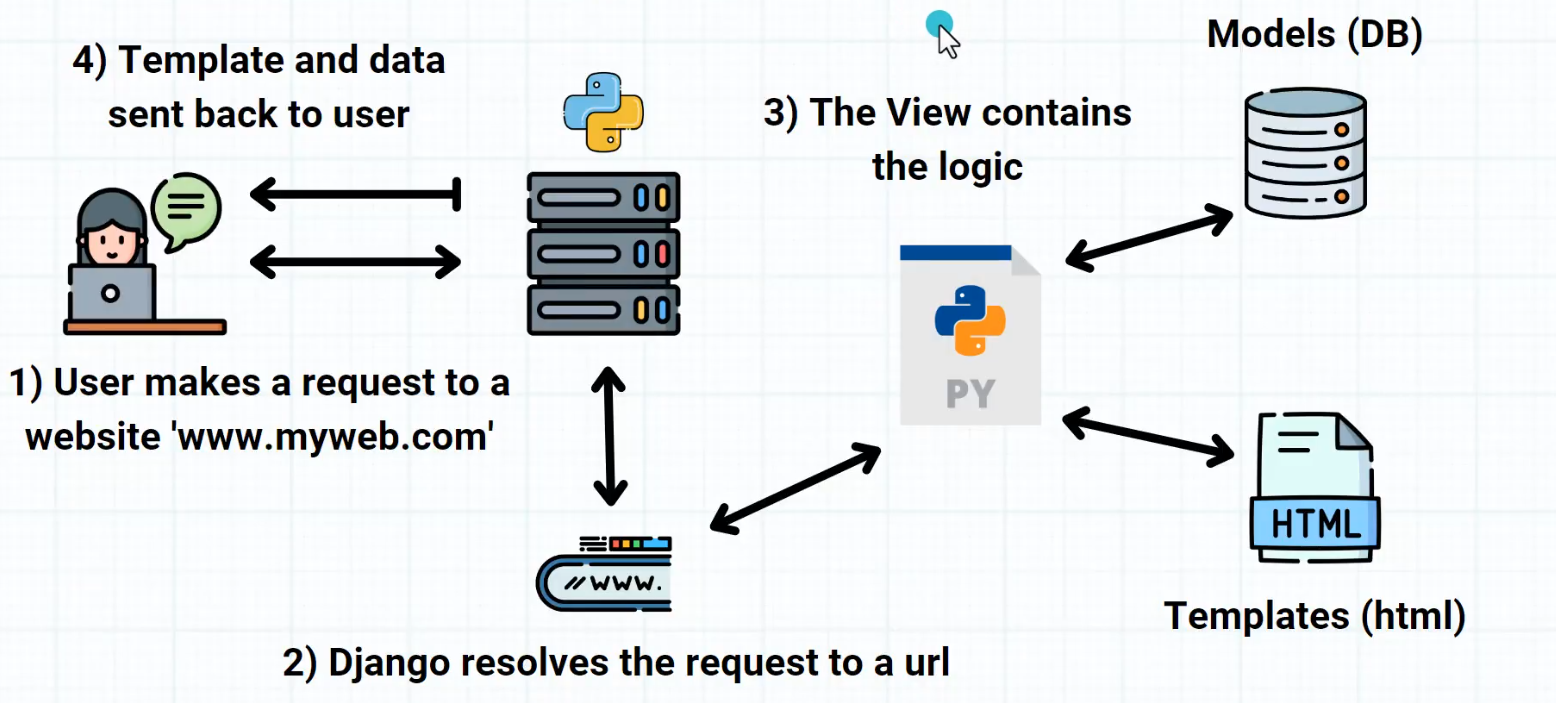 4) Template and data
sent back to user
3) The View contains
the logic
Models (DB)
PY
1) User makes a request to a
website 'www.myweb.com'
HTML
//WWW.
Templates (html)
2) Django resolves the request to a url